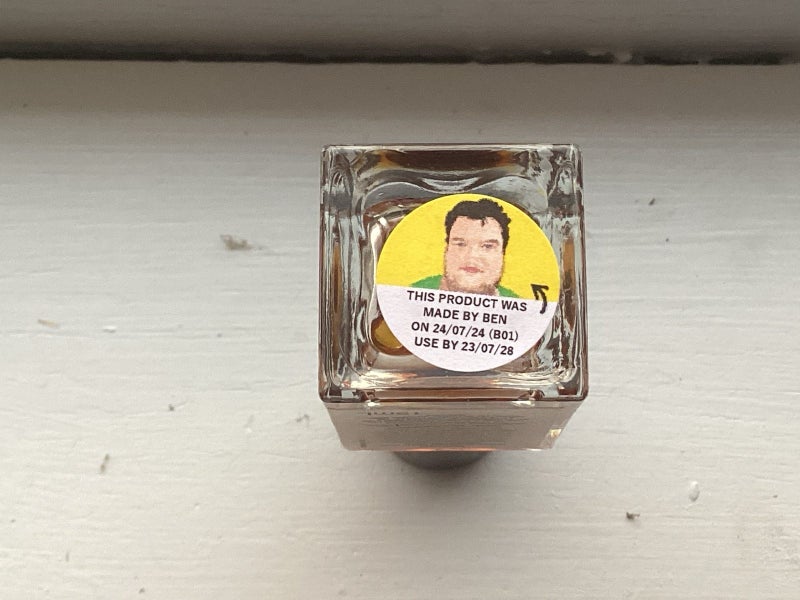 THIS PRODUCT WAS
MADE BY BEN
ON 24/07/24 (B01)
USE BY 23/07/28